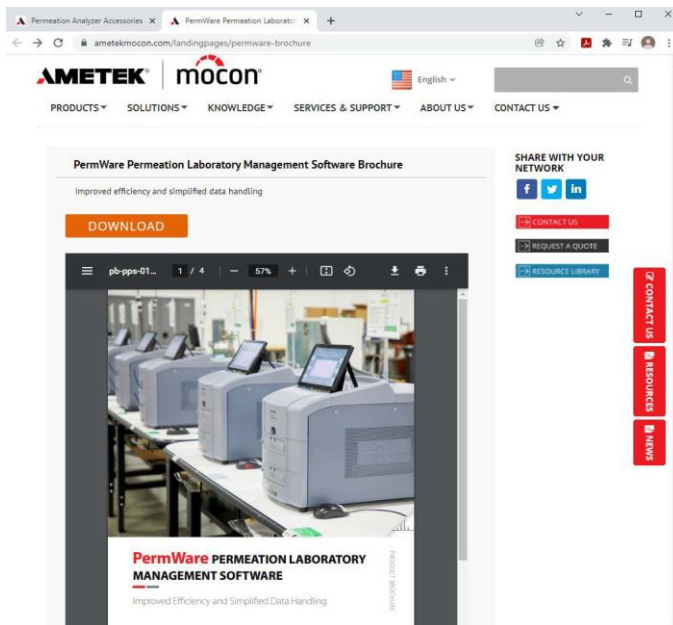 Permeation Analyzer Accessories
PermWare Permeation Laborato
ametekmocon.com/landingpages/permware-brochure
AMETEK mocon
English
PRODUCTS SOLUTIONS KNOWLEDGE SERVICES & SUPPORT ABOUT US CONTACT US
PermWare Permeation Laboratory Management Software Brochure
Improved efficiency and simplified data handling
DOWNLOAD
SHARE WITH YOUR
NETWORK
CONTACT US
REQUEST A QUOTE
RESOURCE LIBRARY
pb-pps-01... 1 / 4 — 57% +
CONTACT US
RESOURCES
NEWS
PermWare PERMEATION LABORATORY
MANAGEMENT SOFTWARE
Improved Efficiency and Simplified Data Handling
PRODUCT BROCHURE